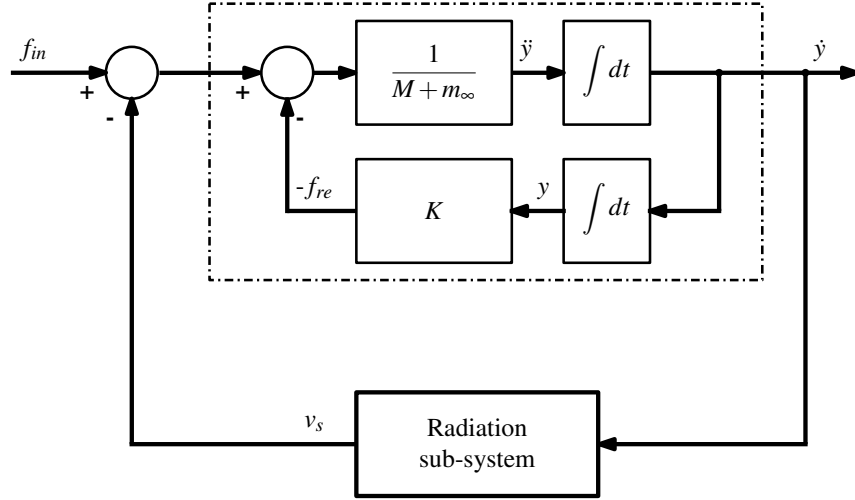 f_in
+
-
+
-
1
M + m_∞
ÿ
∫ dt
ẏ
-f_re
K
y
∫ dt
v_s
Radiation
sub-system